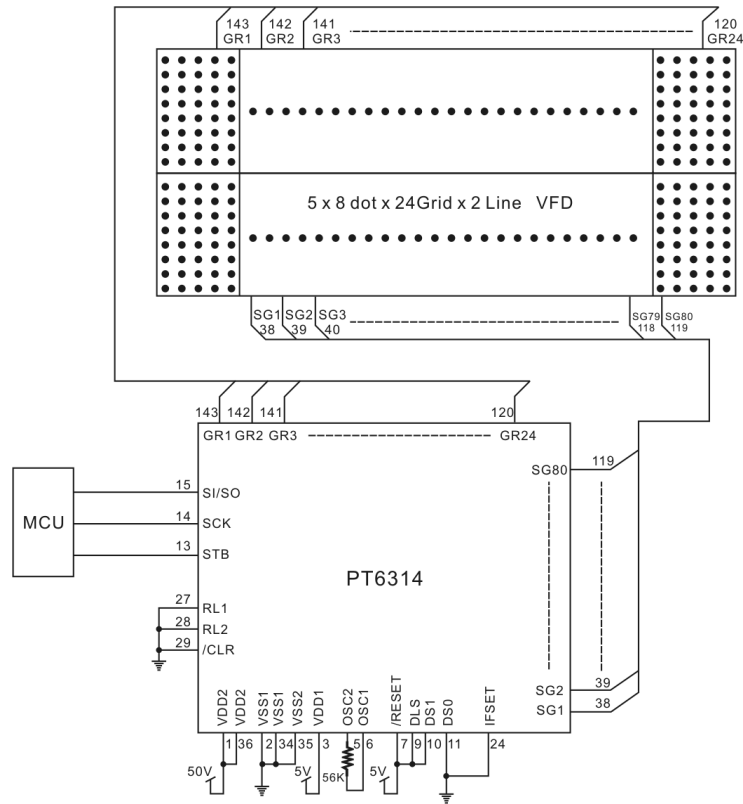 143 142 141 120
GR1 GR2 GR3 GR24
5 x 8 dot x 24Grid x 2 Line VFD
SG1 SG2 SG3 SG79 SG80
38 39 40 118 119
143 142 141 120
GR1 GR2 GR3 GR24
SG80 119
MCU
15 SI/SO
14 SCK
13 STB
PT6314
27 RL1
28 RL2
29 /CLR
SG2 39
SG1 38
VDD2 VDD2 VSS1 VSS1 VSS2 VDD1 OSC2 OSC1 /RESET DLS DS1 DS0 IFSET
1 36 2 34 35 3 5 6 7 9 10 11 24
50V 5V 56K 5V